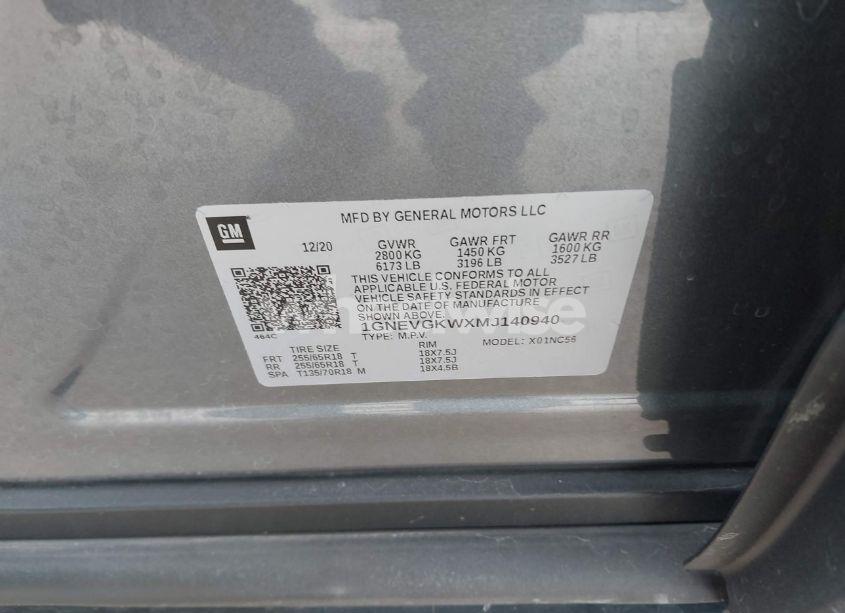 GM
MFD BY GENERAL MOTORS LLC
12/20 GVWR GAWR FRT GAWR RR
2800 KG 1450 KG 1600 KG
6173 LB 3196 LB 3527 LB
THIS VEHICLE CONFORMS TO ALL
APPLICABLE U.S. FEDERAL MOTOR
VEHICLE SAFETY STANDARDS IN EFFECT
ON THE DATE OF MANUFACTURE
SHOWN ABOVE.
1GNEVGKWXMJ140940
464C
TYPE: M.P.V. MODEL: X01NC56
TIRE SIZE RIM
FRT 255/65R18 T 18X7.5J
RR 255/65R18 T 18X7.5J
SPA T135/70R18 M 18X4.5B